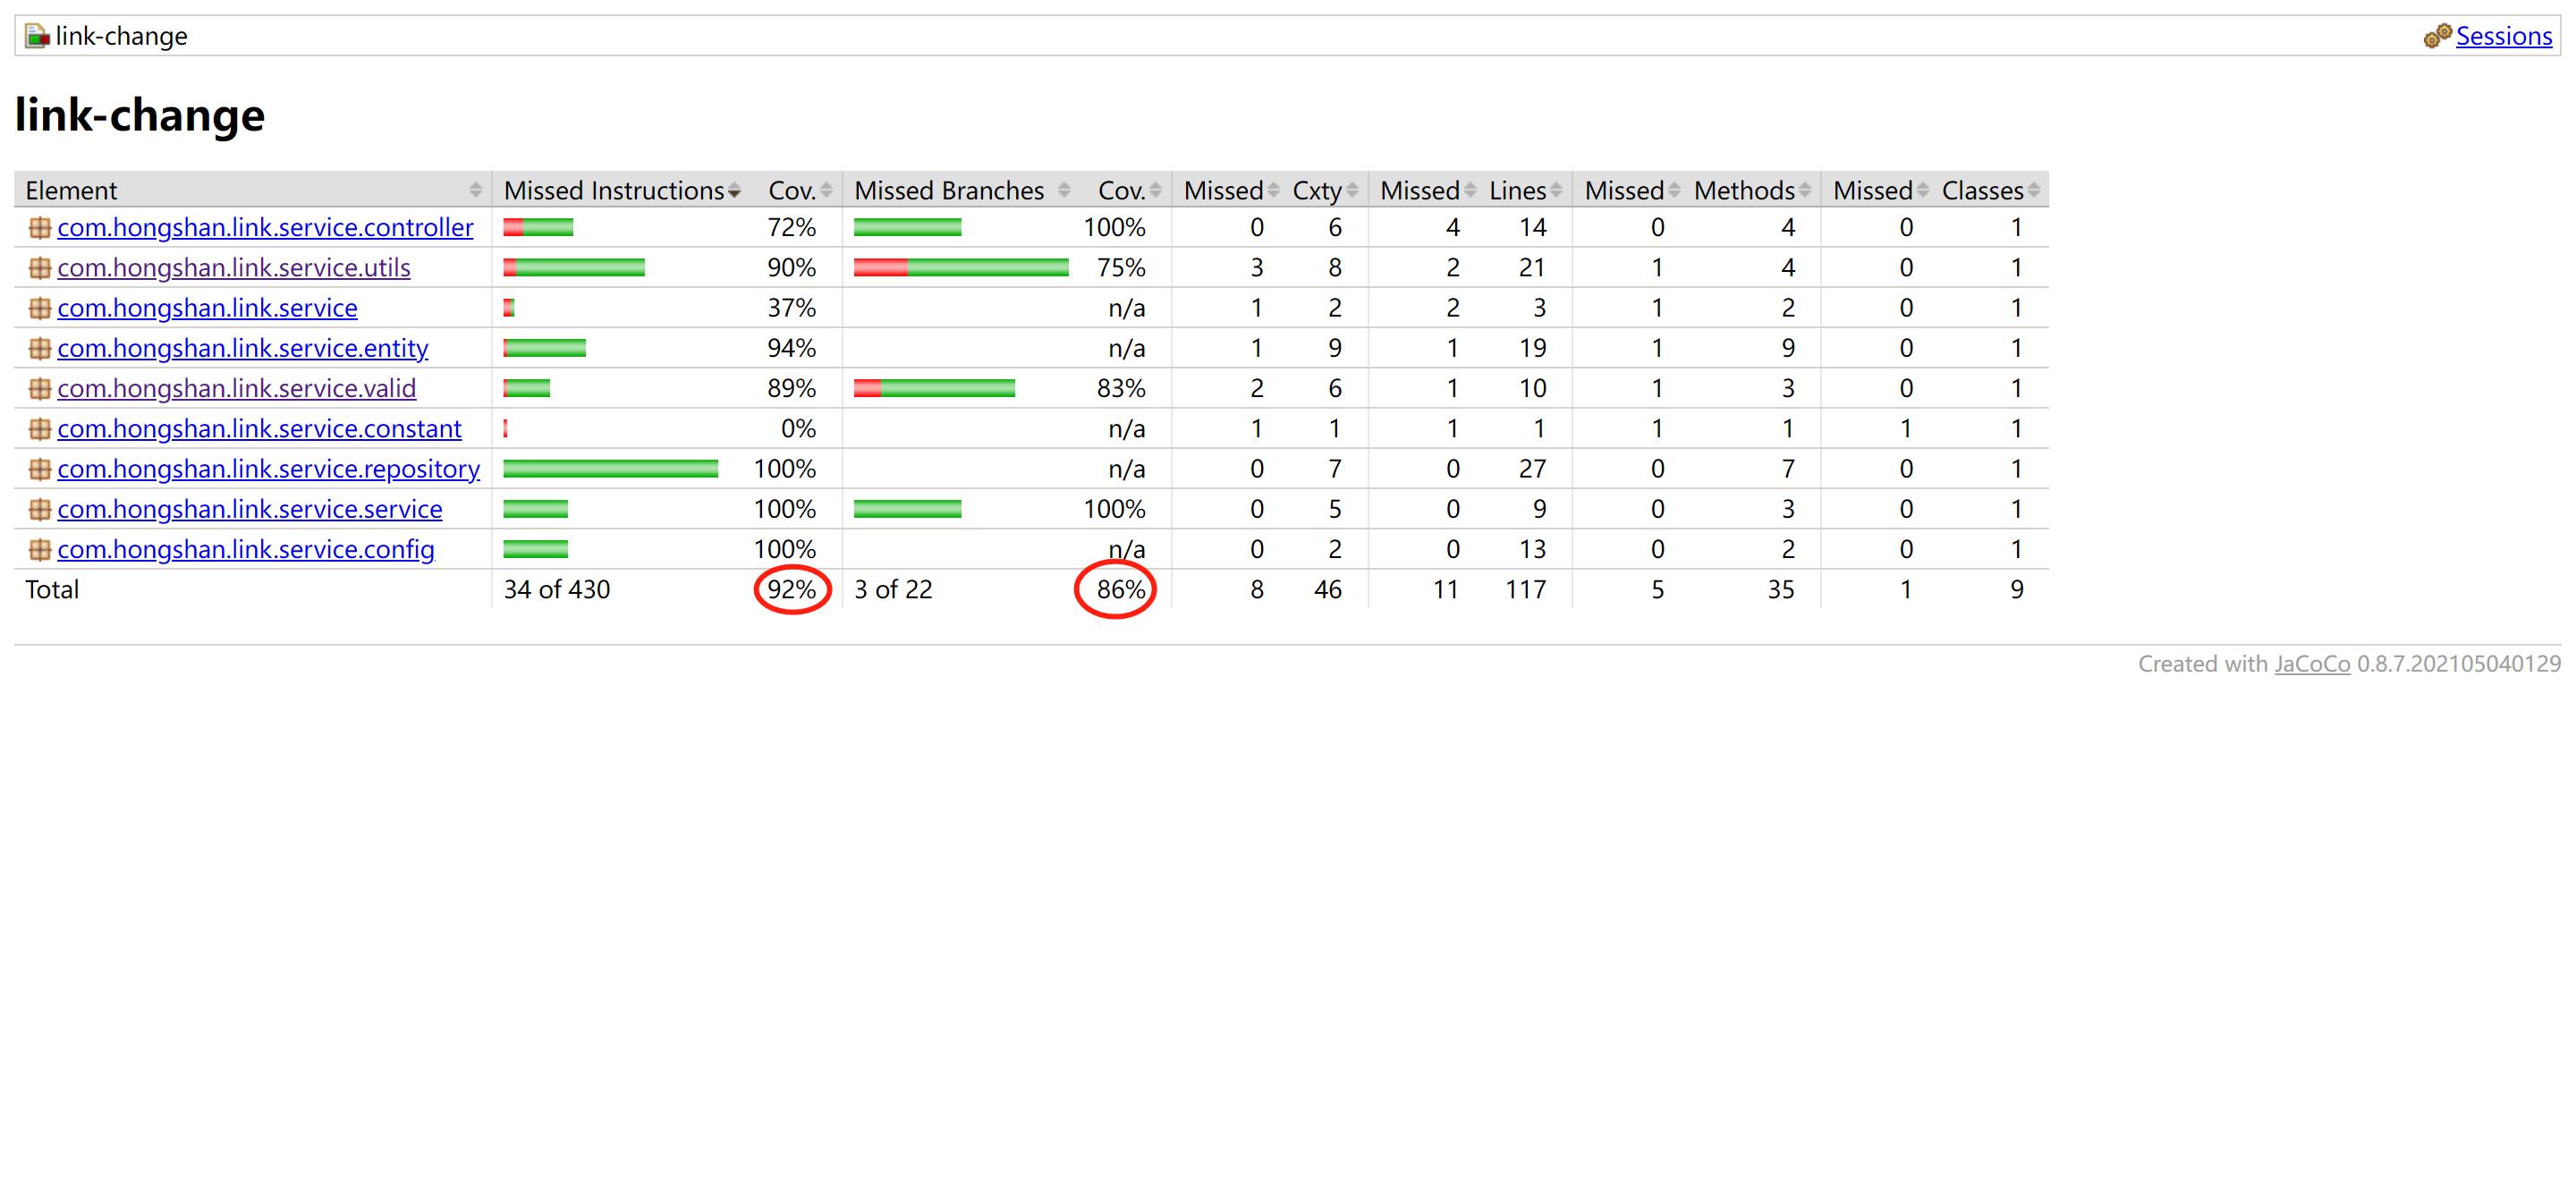 link-change Sessions
link-change
Element Missed Instructions Cov. Missed Branches Cov. Missed Cxty Missed Lines Missed Methods Missed Classes
com.hongshan.link.service.controller 72% 100% 0 6 4 14 0 4 0 1
com.hongshan.link.service.utils 90% 75% 3 8 2 21 1 4 0 1
com.hongshan.link.service 37% n/a 1 2 2 3 1 2 0 1
com.hongshan.link.service.entity 94% n/a 1 9 1 19 1 9 0 1
com.hongshan.link.service.valid 89% 83% 2 6 1 10 1 3 0 1
com.hongshan.link.service.constant 0% n/a 1 1 1 1 1 1 1 1
com.hongshan.link.service.repository 100% n/a 0 7 0 27 0 7 0 1
com.hongshan.link.service.service 100% 100% 0 5 0 9 0 3 0 1
com.hongshan.link.service.config 100% n/a 0 2 0 13 0 2 0 1
Total 34 of 430 92% 3 of 22 86% 8 46 11 117 5 35 1 9
Created with JaCoCo 0.8.7.202105040129